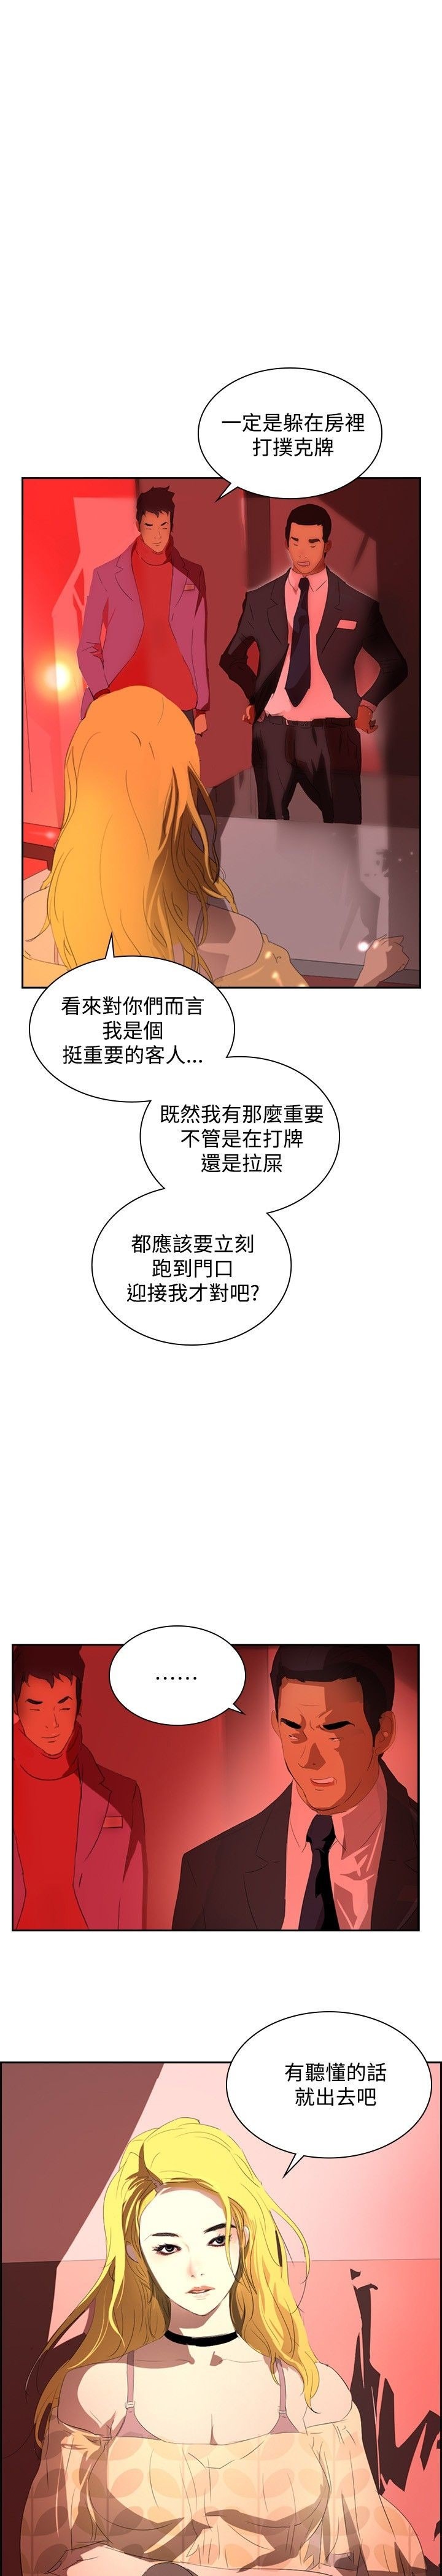 一定是躲在房裡
打撲克牌
看來對你們而言
我是個
挺重要的客人...
既然我有那麼重要
不管是在打牌
還是拉屎
都應該要立刻
跑到門口
迎接我才對吧?
……
有聽懂的話
就出去吧